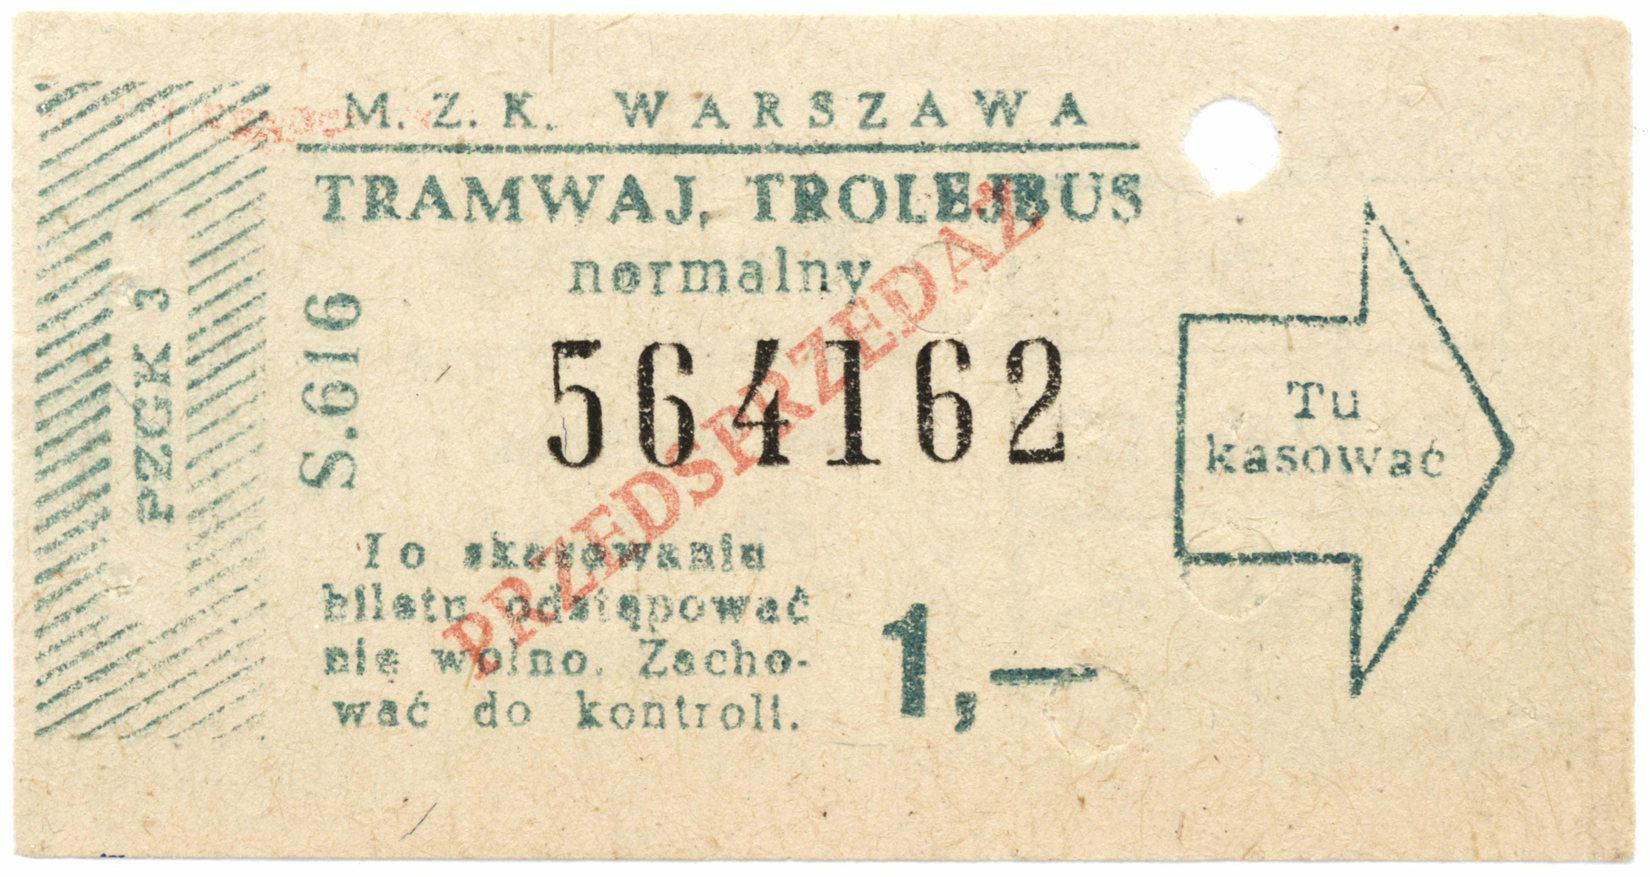 M. Z. K. WARSZAWA
TRAMWAJ, TROLEJBUS
normalny
PZGK 3
S.616
564162
PRZEDSPRZEDAŻ
Tu
kasować
Po skasowaniu
biletu odstępować
nie wolno. Zacho-
wać do kontroli.
1,—